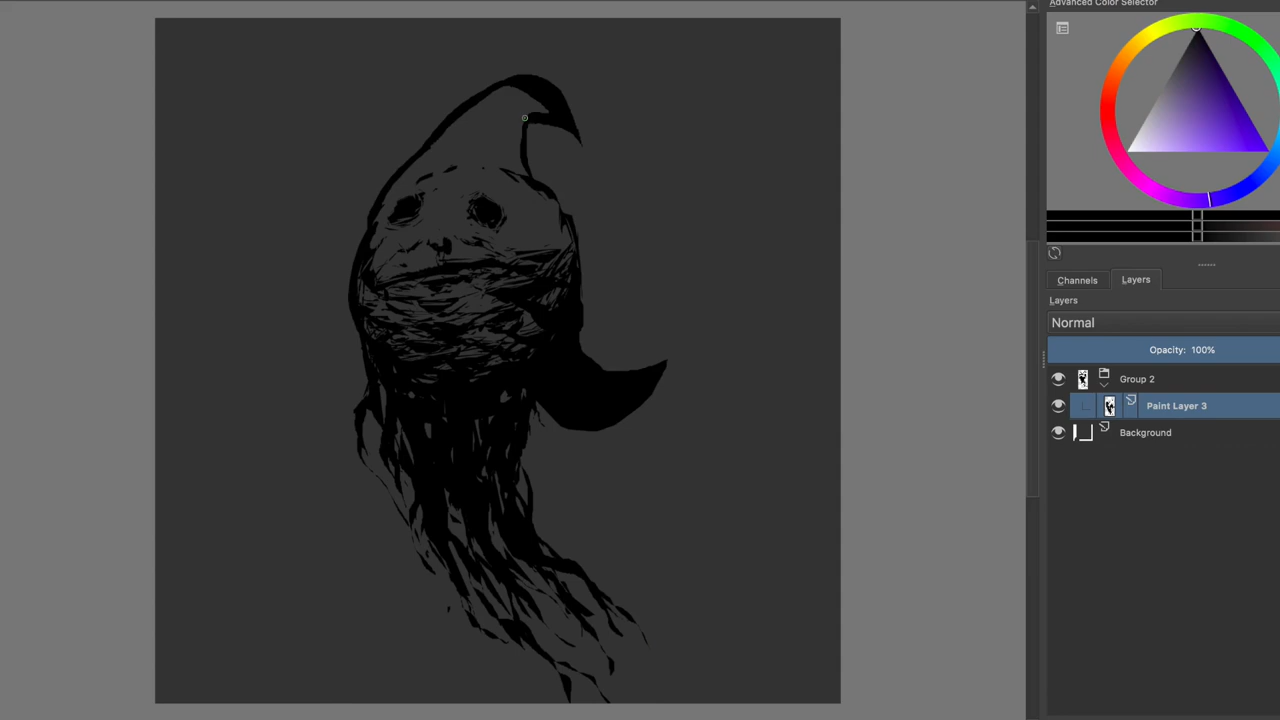 Advanced Color Selector
Channels
Layers
Layers
Normal
Opacity: 100%
Group 2
Paint Layer 3
Background